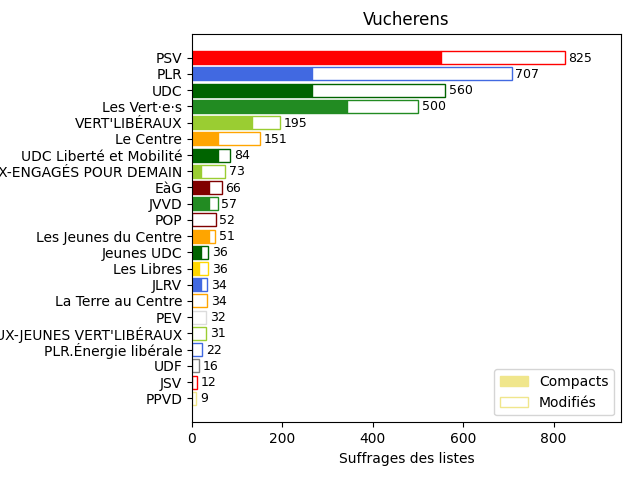 Vucherens
PSV 825
PLR 707
UDC 560
Les Vert·e·s 500
VERT'LIBÉRAUX 195
Le Centre 151
UDC Liberté et Mobilité 84
X-ENGAGÉS POUR DEMAIN 73
EàG 66
JVVD 57
POP 52
Les Jeunes du Centre 51
Jeunes UDC 36
Les Libres 36
JLRV 34
La Terre au Centre 34
PEV 32
UX-JEUNES VERT'LIBÉRAUX 31
PLR.Énergie libérale 22
UDF 16
JSV 12
PPVD 9
Compacts
Modifiés
0 200 400 600 800
Suffrages des listes